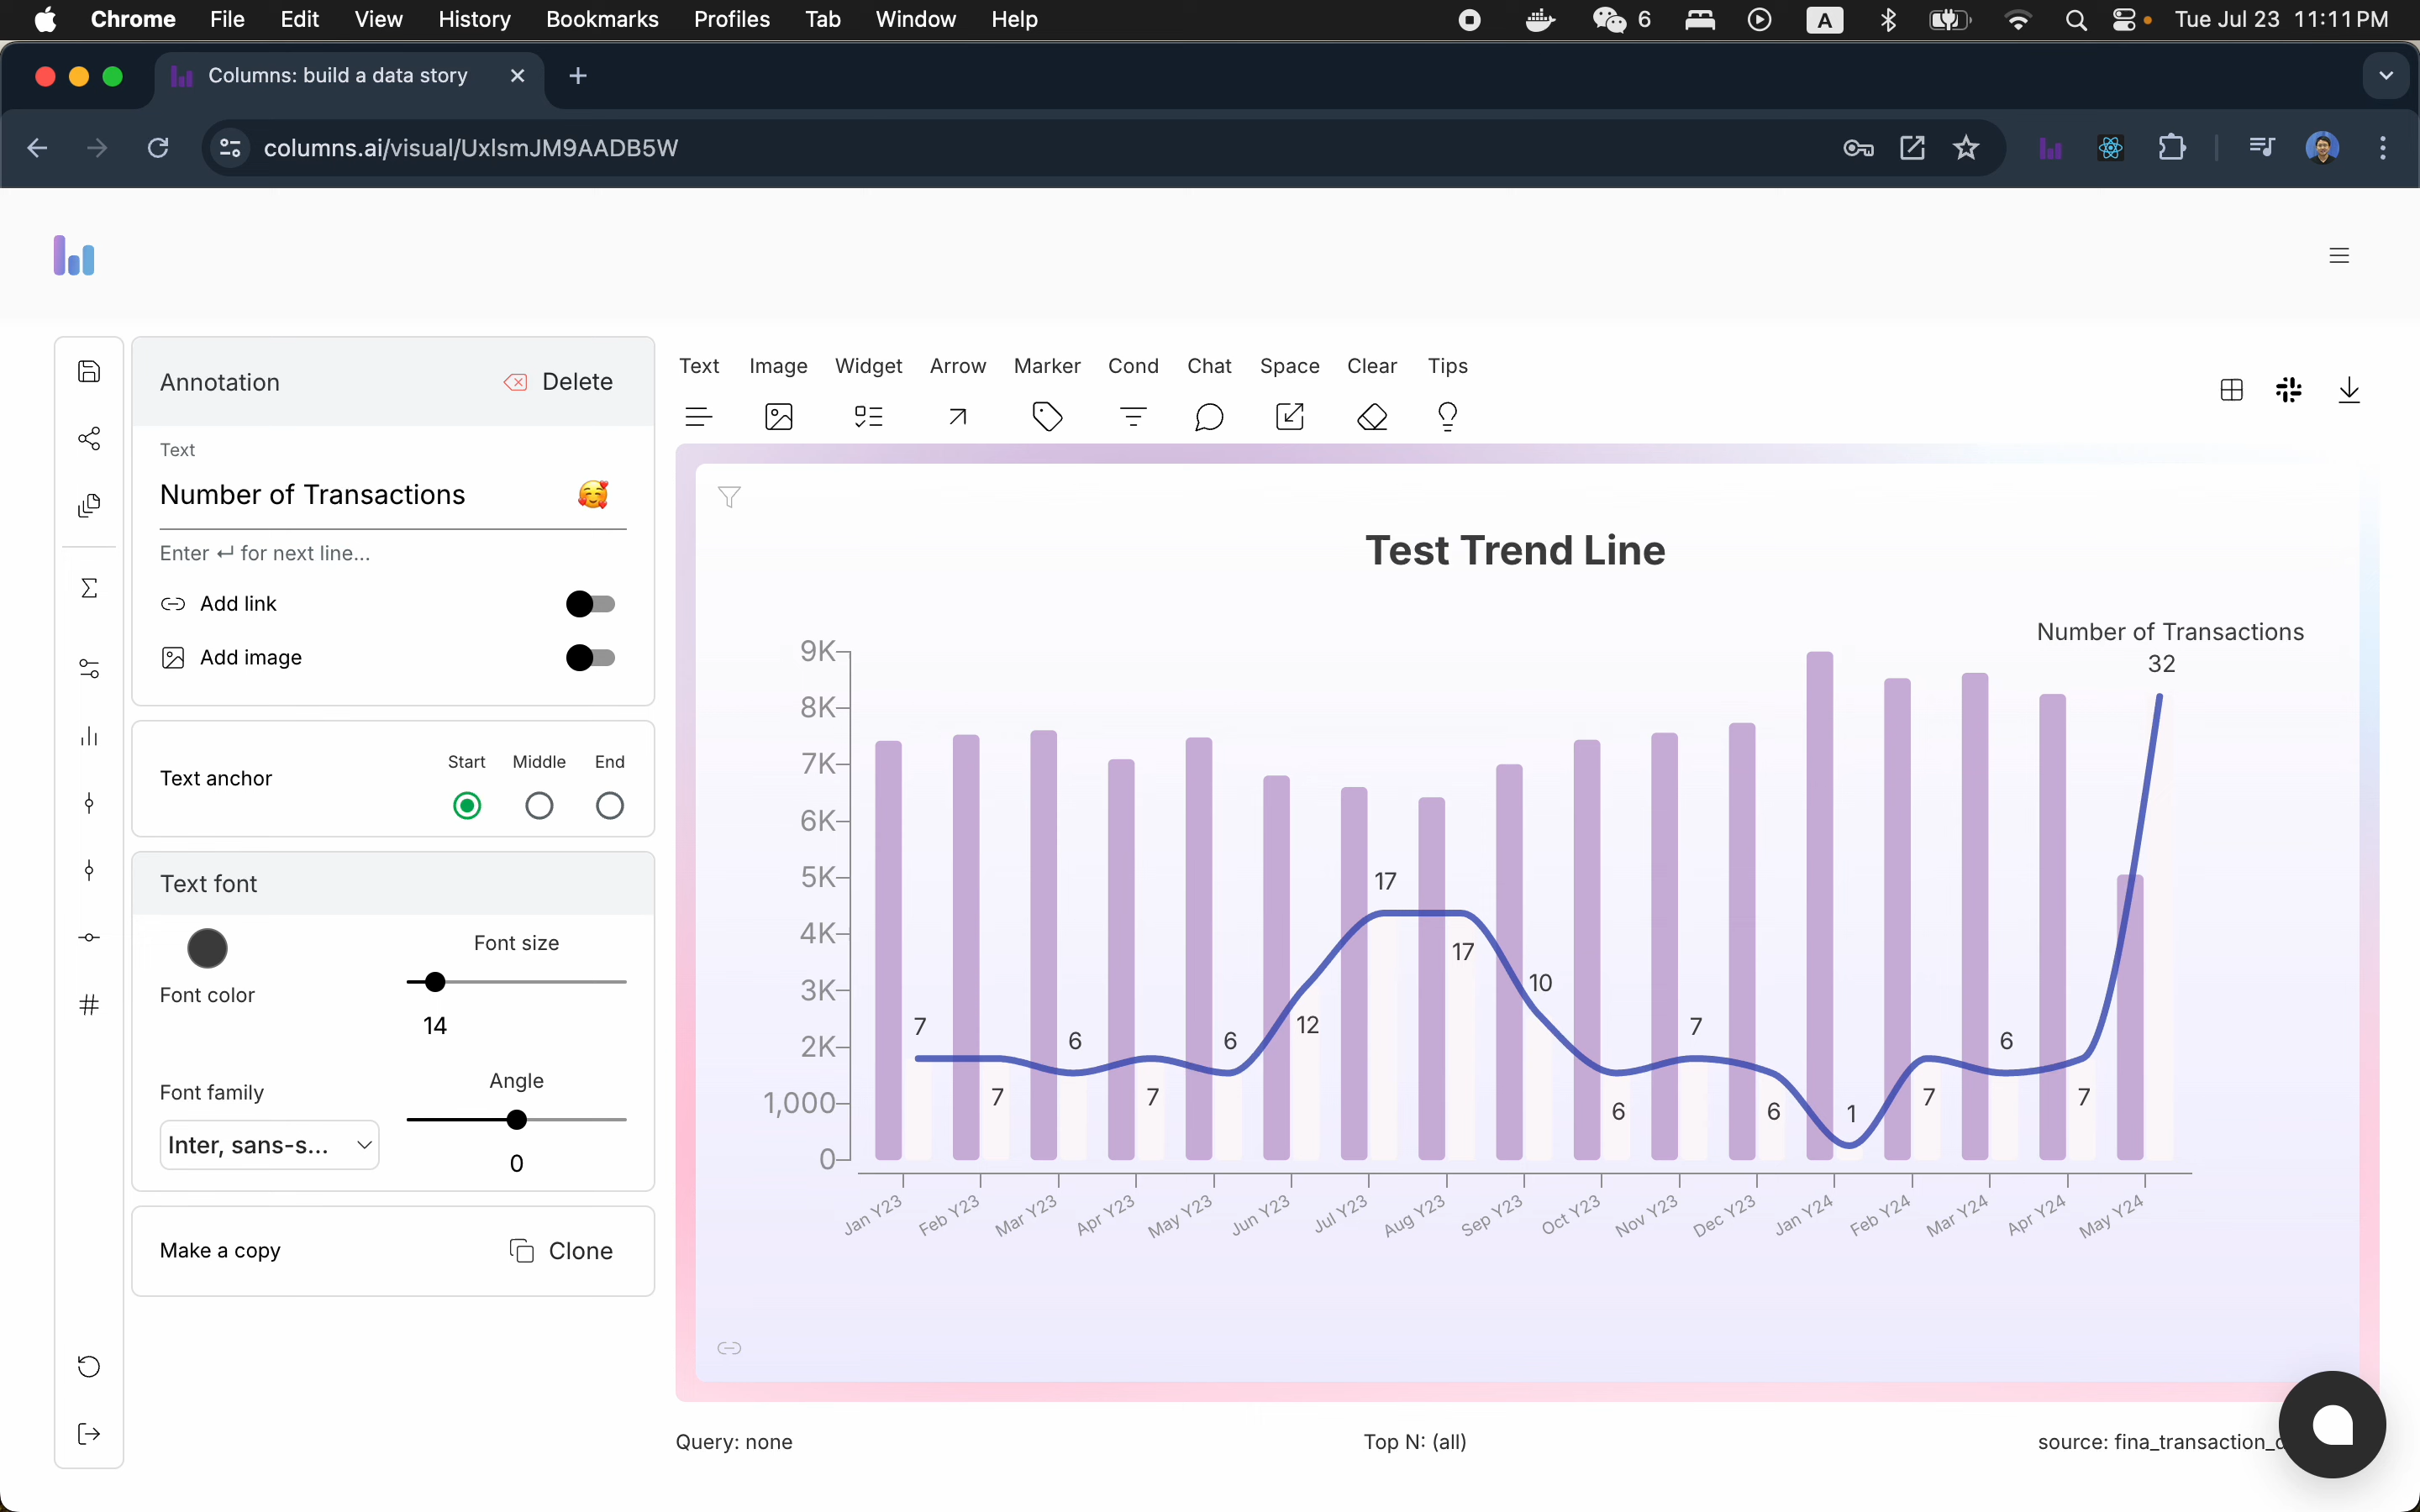 Chrome File Edit View History Bookmarks Profiles Tab Window Help 6 A Tue Jul 23 11:11 PM
Columns: build a data story
columns.ai/visual/UxIsmJM9AADB5W
Annotation Delete
Text
Number of Transactions 🥰
Enter ↵ for next line...
Add link
Add image
Text anchor
Start Middle End
Text font
Font color
Font size
14
Font family
Inter, sans-s...
Angle
0
Make a copy Clone
Text Image Widget Arrow Marker Cond Chat Space Clear Tips
Test Trend Line
Number of Transactions
32
9K
8K
7K
6K
5K
4K
3K
2K
1,000
0
7 7 6 7 6 12 17 17 10 6 7 6 1 7 6 7
Jan Y23 Feb Y23 Mar Y23 Apr Y23 May Y23 Jun Y23 Jul Y23 Aug Y23 Sep Y23 Oct Y23 Nov Y23 Dec Y23 Jan Y24 Feb Y24 Mar Y24 Apr Y24 May Y24
Query: none Top N: (all) source: fina_transaction_